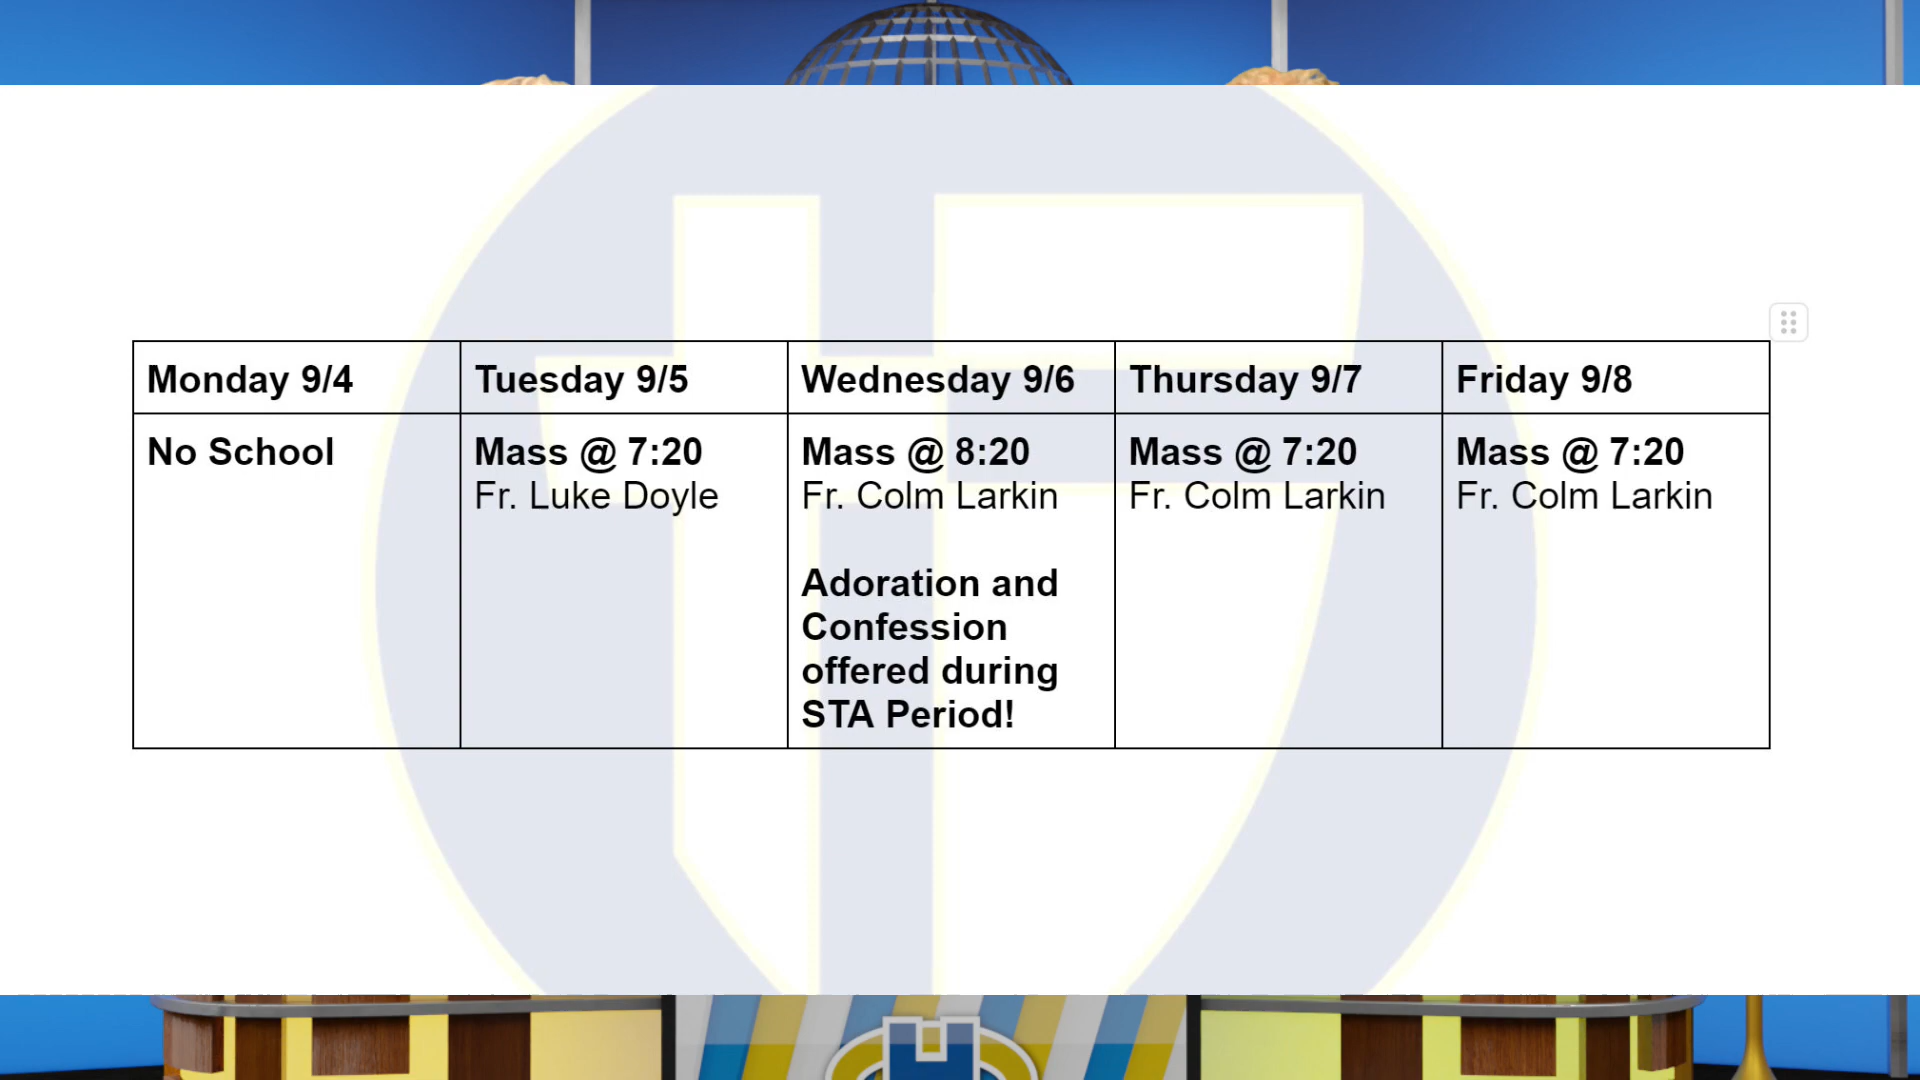 Monday 9/4
Tuesday 9/5
Wednesday 9/6
Thursday 9/7
Friday 9/8
No School
Mass @ 7:20
Fr. Luke Doyle
Mass @ 8:20
Fr. Colm Larkin
Adoration and
Confession
offered during
STA Period!
Mass @ 7:20
Fr. Colm Larkin
Mass @ 7:20
Fr. Colm Larkin